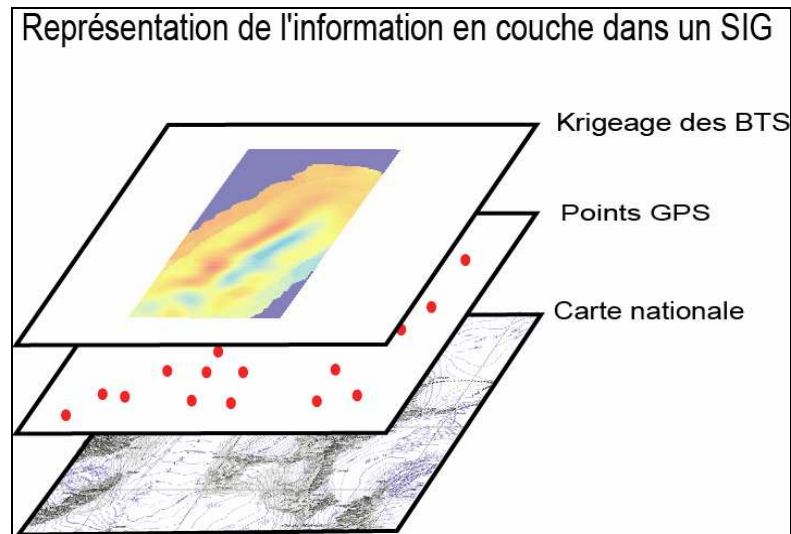 Représentation de l'information en couche dans un SIG
Krigeage des BTS
Points GPS
Carte nationale